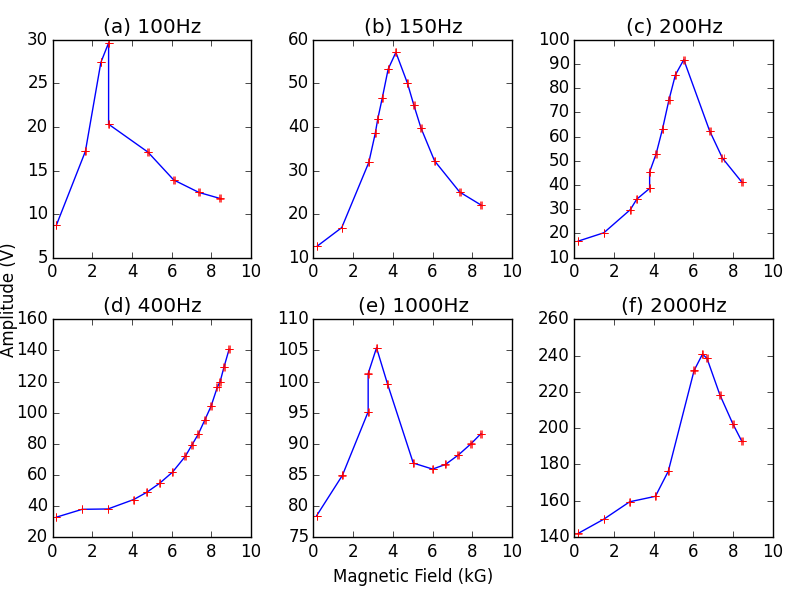 (a) 100Hz (b) 150Hz (c) 200Hz
30 25 20 15 10 5
0 2 4 6 8 10
60 50 40 30 20 10
0 2 4 6 8 10
100 90 80 70 60 50 40 30 20 10
0 2 4 6 8 10
Amplitude (V)
(d) 400Hz (e) 1000Hz (f) 2000Hz
160 140 120 100 80 60 40 20
0 2 4 6 8 10
110 105 100 95 90 85 80 75
0 2 4 6 8 10
260 240 220 200 180 160 140
0 2 4 6 8 10
Magnetic Field (kG)